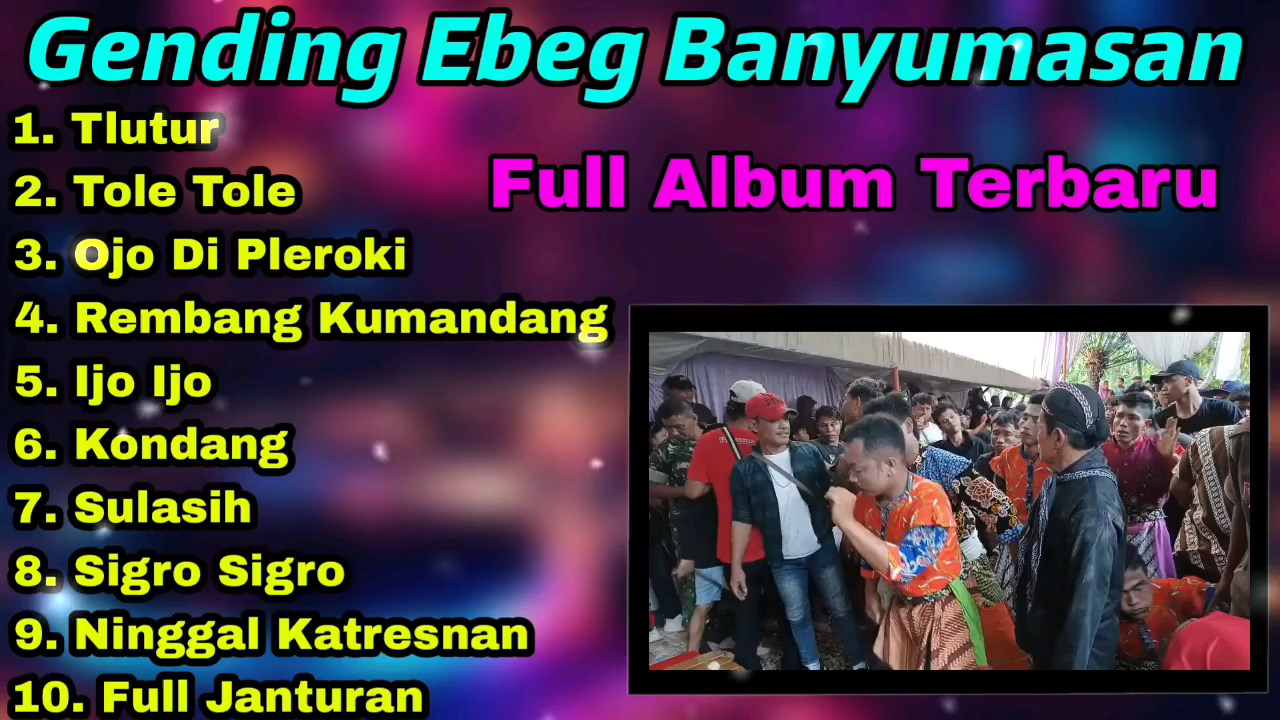 Gending Ebeg Banyumasan
Full Album Terbaru
1. Tlutur
2. Tole Tole
3. Ojo Di Pleroki
4. Rembang Kumandang
5. Ijo Ijo
6. Kondang
7. Sulasih
8. Sigro Sigro
9. Ninggal Katresnan
10. Full Janturan